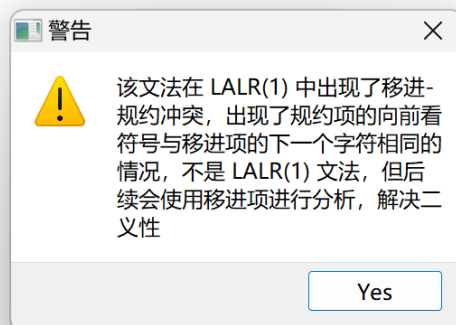 警告
该文法在 LALR(1) 中出现了移进-
规约冲突，出现了规约项的向前看
符号与移进项的下一个字符相同的
情况，不是 LALR(1) 文法，但后
续会使用移进项进行分析，解决二
义性
Yes